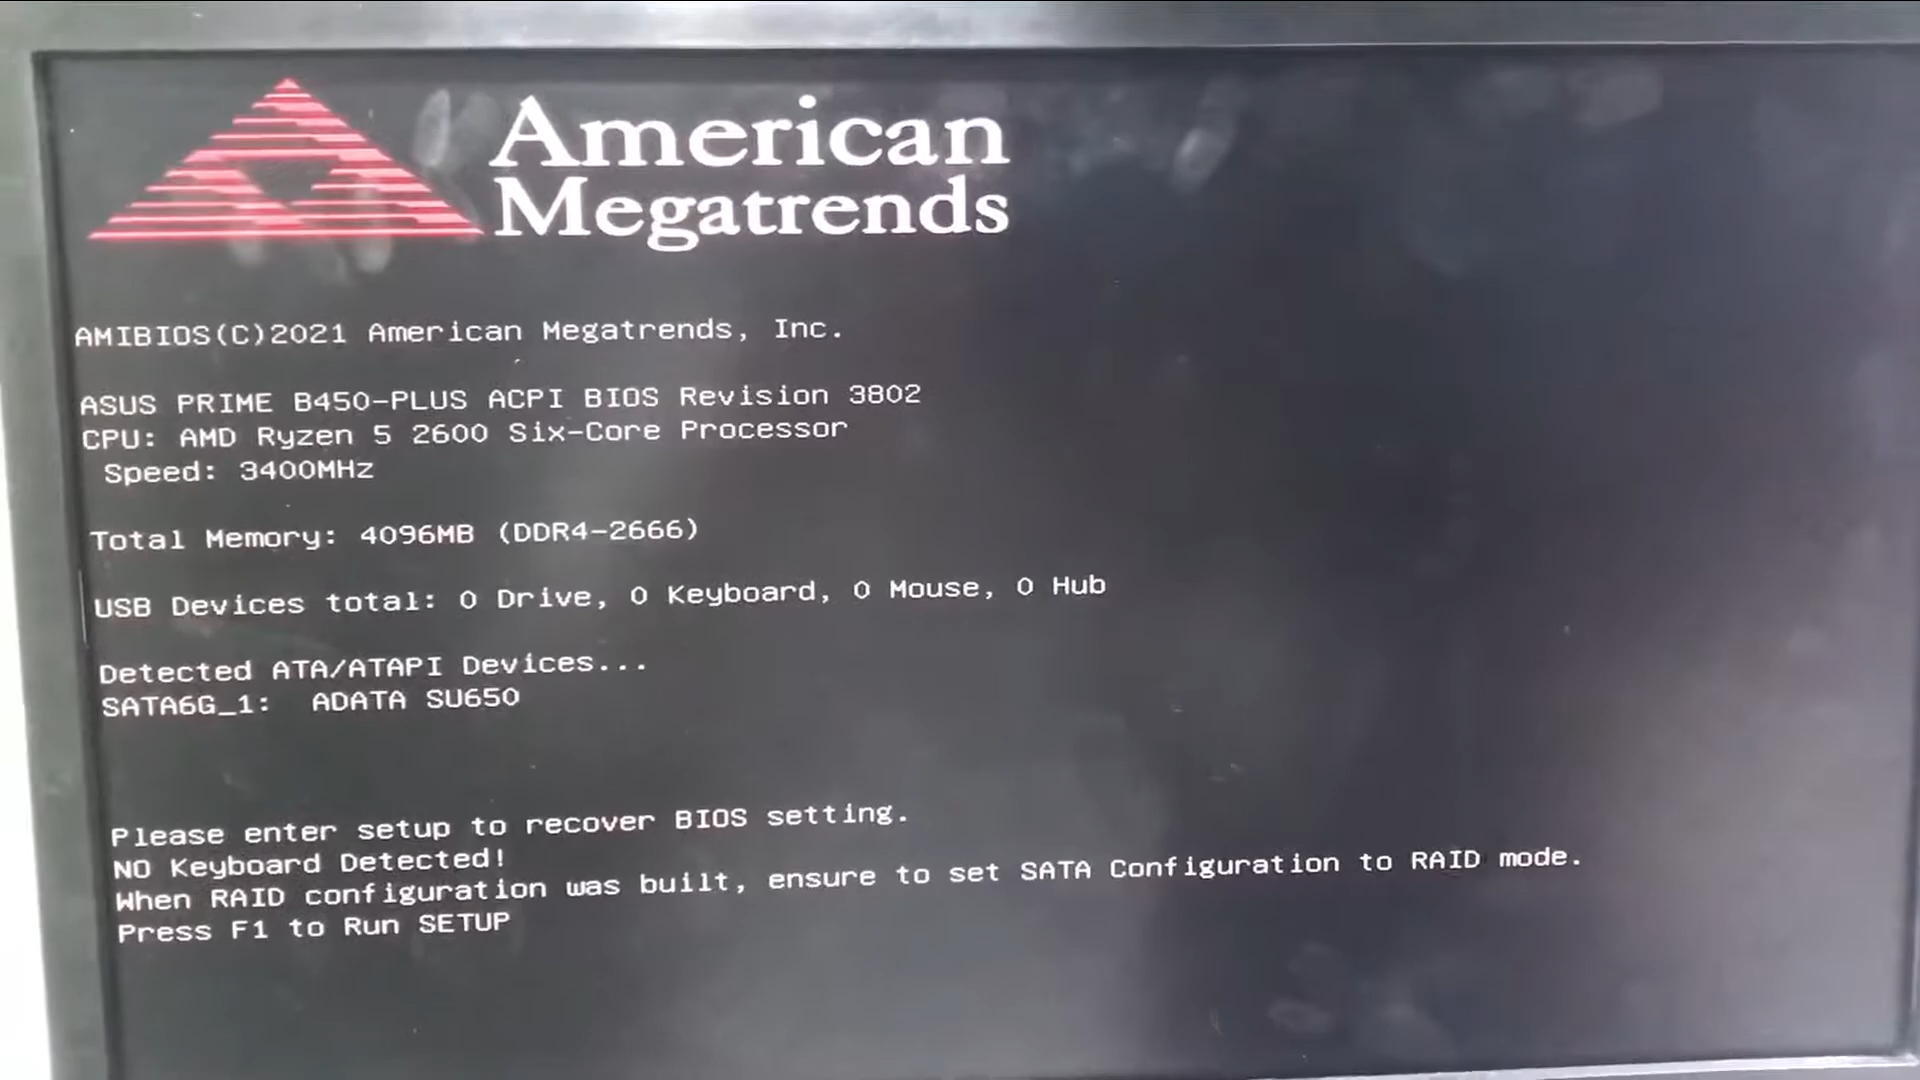 American
Megatrends
AMIBIOS(C)2021 American Megatrends, Inc.
ASUS PRIME B450-PLUS ACPI BIOS Revision 3802
CPU: AMD Ryzen 5 2600 Six-Core Processor
Speed: 3400MHz
Total Memory: 4096MB (DDR4-2666)
USB Devices total: 0 Drive, 0 Keyboard, 0 Mouse, 0 Hub
Detected ATA/ATAPI Devices...
SATA6G_1: ADATA SU650
Please enter setup to recover BIOS setting.
NO Keyboard Detected!
When RAID configuration was built, ensure to set SATA Configuration to RAID mode.
Press F1 to Run SETUP